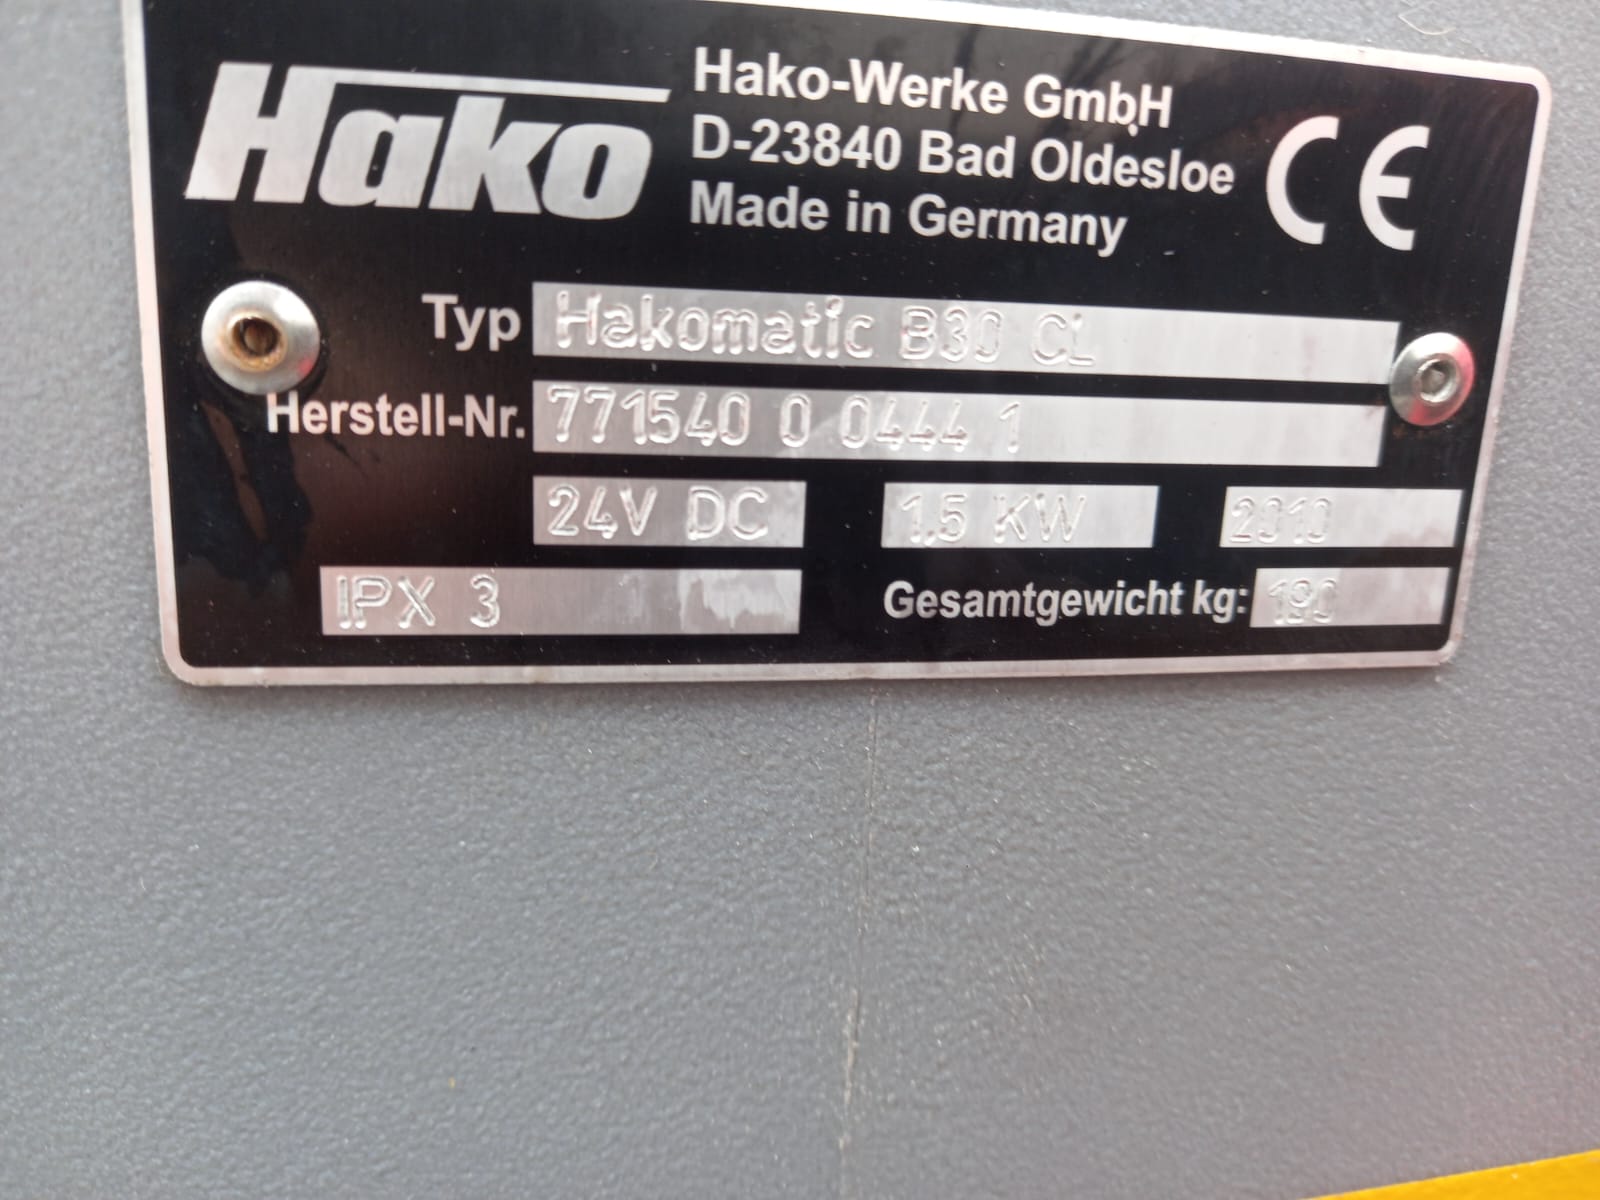 Hako
Hako-Werke GmbH
D-23840 Bad Oldesloe
Made in Germany
CE
Typ Hakomatic B30 CL
Herstell-Nr. 771540 0 0444 1
24V DC 1,5 KW 2010
IPX 3 Gesamtgewicht kg: 190